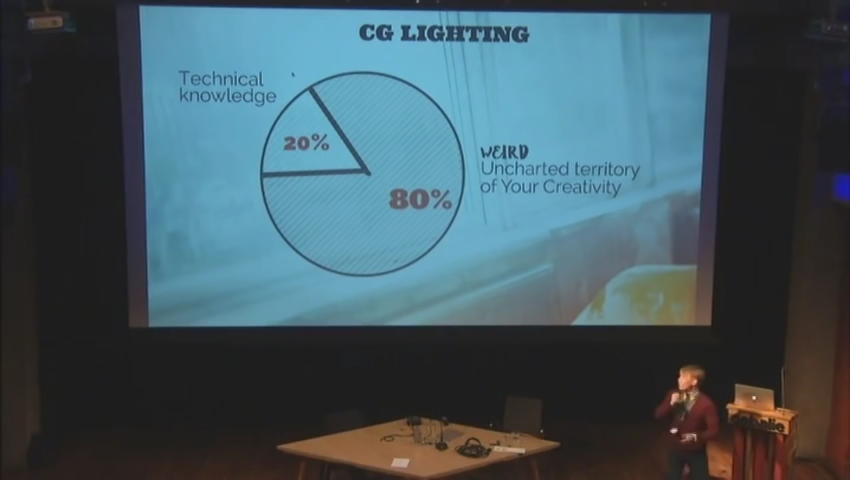 CG LIGHTING
Technical
knowledge
20%
80%
WEIRD
Uncharted territory
of Your Creativity